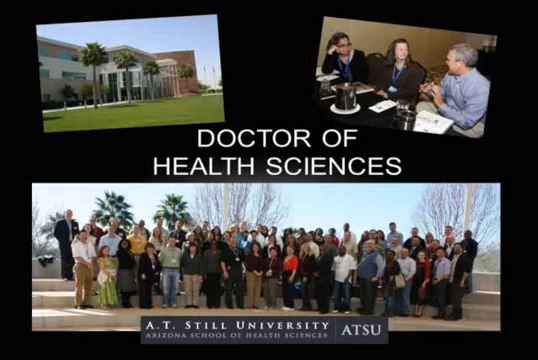 DOCTOR OF
HEALTH SCIENCES
A.T. STILL UNIVERSITY
ARIZONA SCHOOL OF HEALTH SCIENCES
ATSU